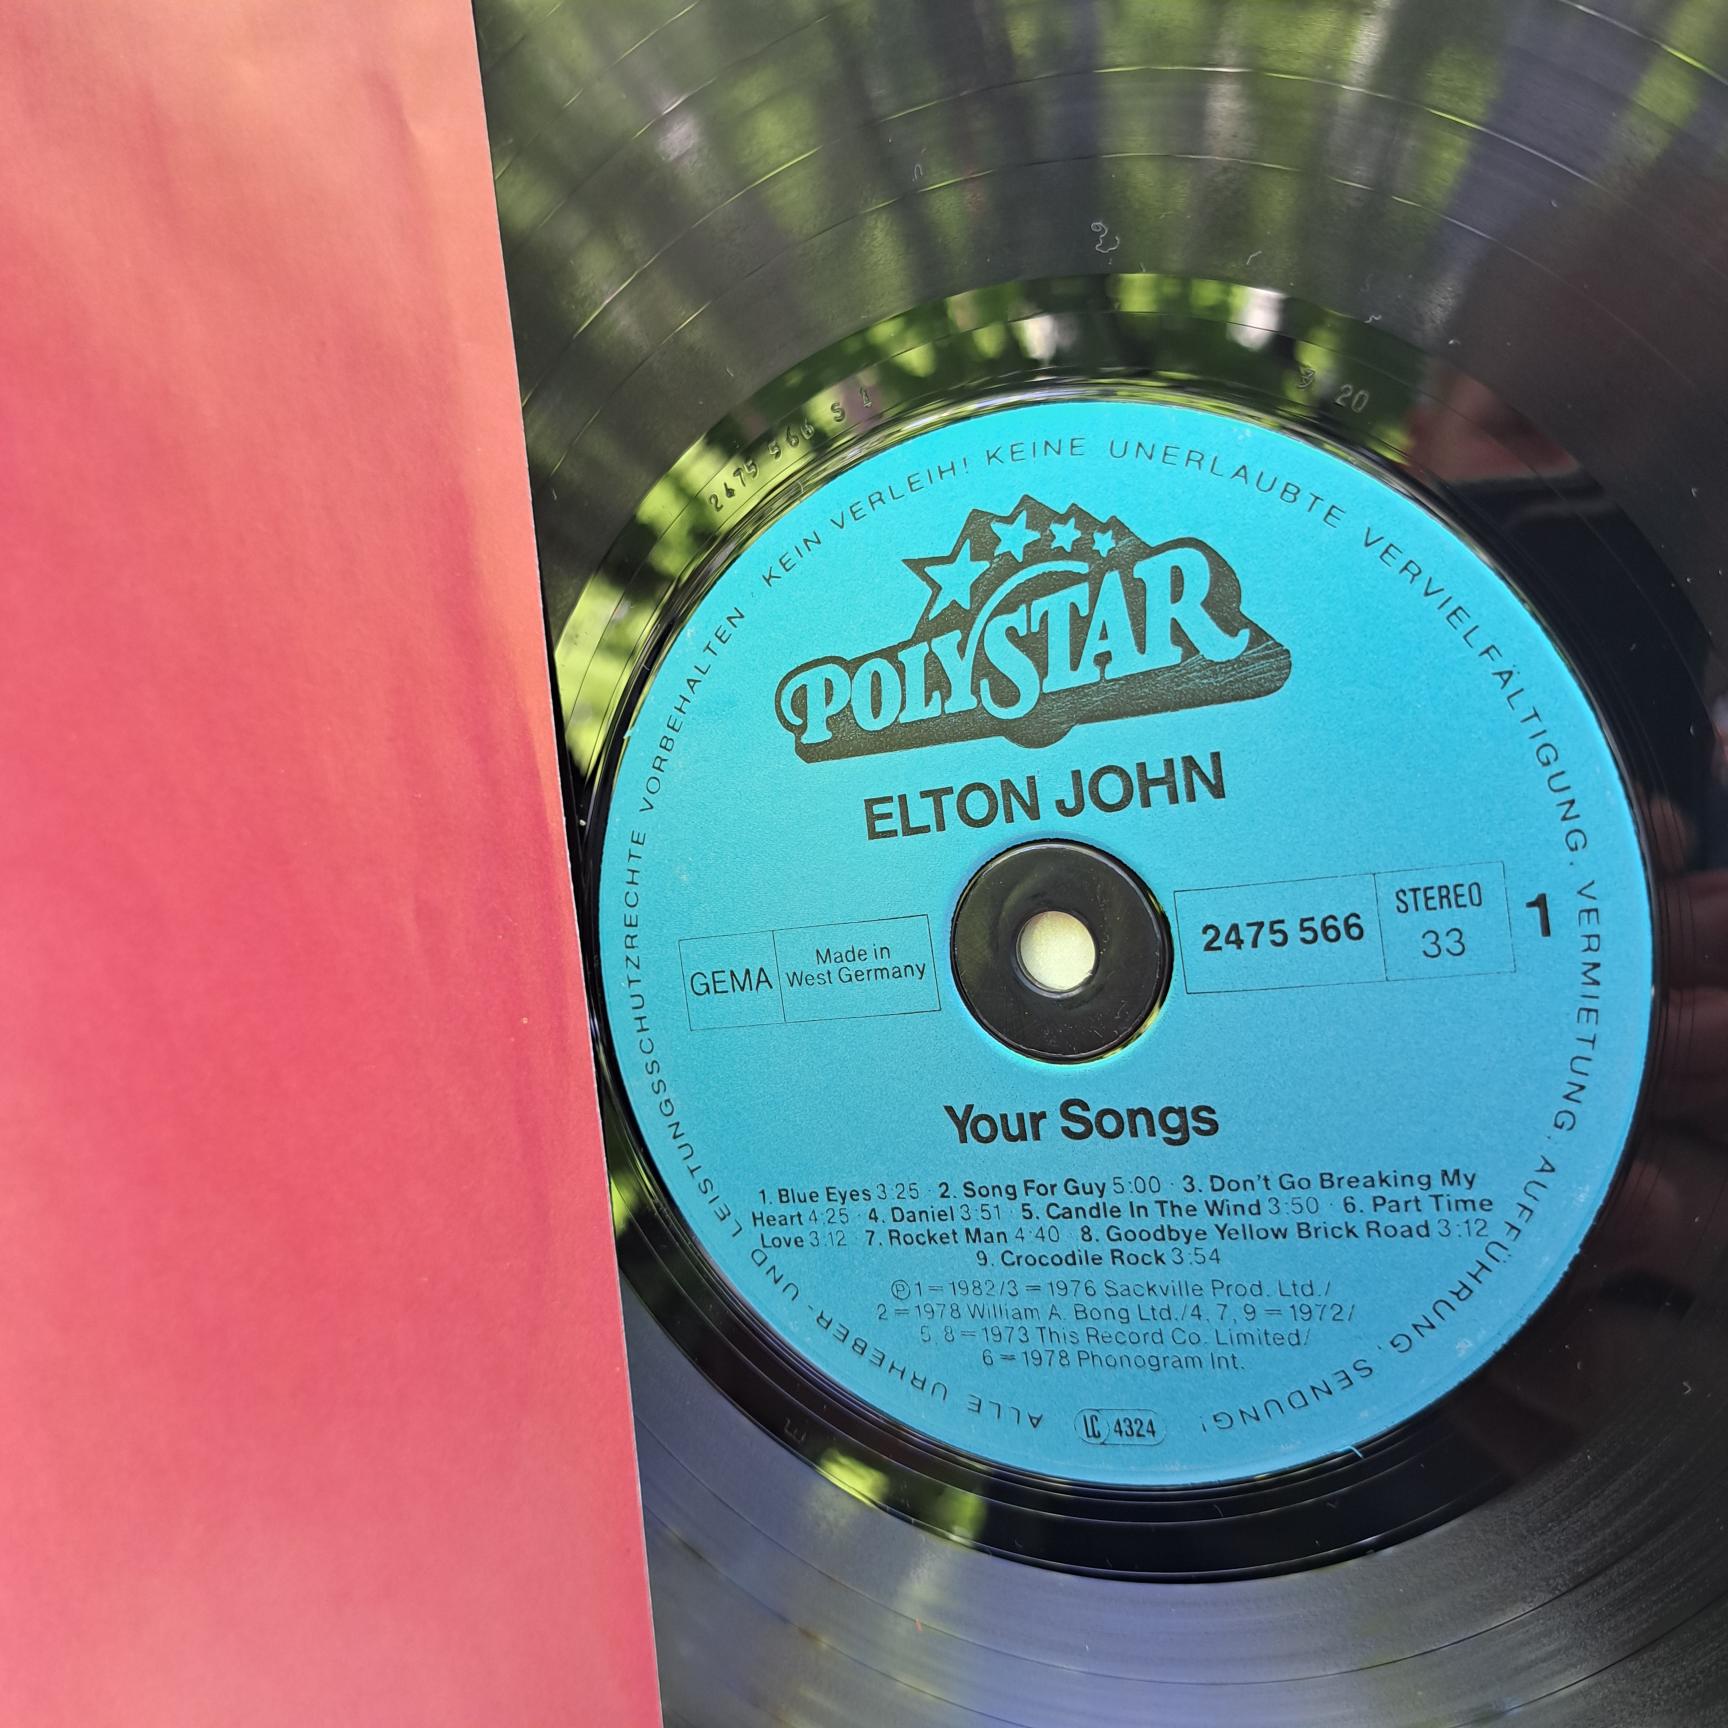 2475 566 S 1
20
ALLE URHEBER- UND LEISTUNGSSCHUTZRECHTE VORBEHALTEN · KEIN VERLEIH! KEINE UNERLAUBTE VERVIELFÄLTIGUNG, VERMIETUNG, AUFFÜHRUNG, SENDUNG!
POLYSTAR
ELTON JOHN
GEMA
Made in
West Germany
2475 566
STEREO
33
1
Your Songs
1. Blue Eyes 3:25 · 2. Song For Guy 5:00 · 3. Don't Go Breaking My
Heart 4:25 · 4. Daniel 3:51 · 5. Candle In The Wind 3:50 · 6. Part Time
Love 3:12 · 7. Rocket Man 4:40 · 8. Goodbye Yellow Brick Road 3:12
9. Crocodile Rock 3:54
Ⓟ 1 = 1982/3 = 1976 Sackville Prod. Ltd./
2 = 1978 William A. Bong Ltd./4, 7, 9 = 1972/
5, 8 = 1973 This Record Co. Limited/
6 = 1978 Phonogram Int.
LC 4324